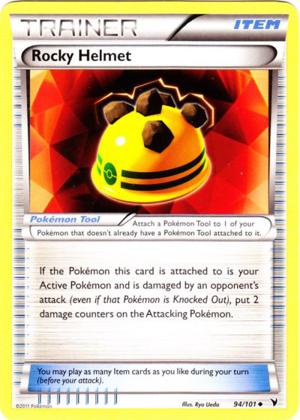 TRAINER ITEM
Rocky Helmet
Pokémon Tool
Attach a Pokémon Tool to 1 of your
Pokémon that doesn't already have a Pokémon Tool attached to it.
If the Pokémon this card is attached to is your
Active Pokémon and is damaged by an opponent's
attack (even if that Pokémon is Knocked Out), put 2
damage counters on the Attacking Pokémon.
You may play as many Item cards as you like during your turn
(before your attack).
©2011 Pokémon
Illus. Ryo Ueda
94/101